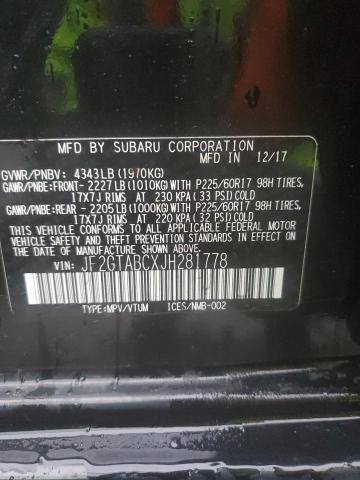 MFD BY SUBARU CORPORATION
MFD IN 12/17
GVWR/PNBV: 4343LB(1970KG)
GAWR/PNBE:FRONT- 2227LB(1010KG)WITH P225/60R17 98H TIRES,
17X7J RIMS AT 230 KPA( 33 PSI)COLD
GAWR/PNBE:REAR - 2205LB(1000KG)WITH P225/60R17 98H TIRES,
17X7J RIMS AT 220 KPA( 32 PSI)COLD
THIS VEHICLE CONFORMS TO ALL APPLICABLE FEDERAL
MOTOR VEHICLE SAFETY, BUMPER, AND THEFT PREVENTION
STANDARDS IN EFFECT ON THE DATE OF MANUFACTURE
SHOWN ABOVE.
VIN: JF2GTABCXJH281778
TYPE:MPV/VTUM ICES/NMB-002